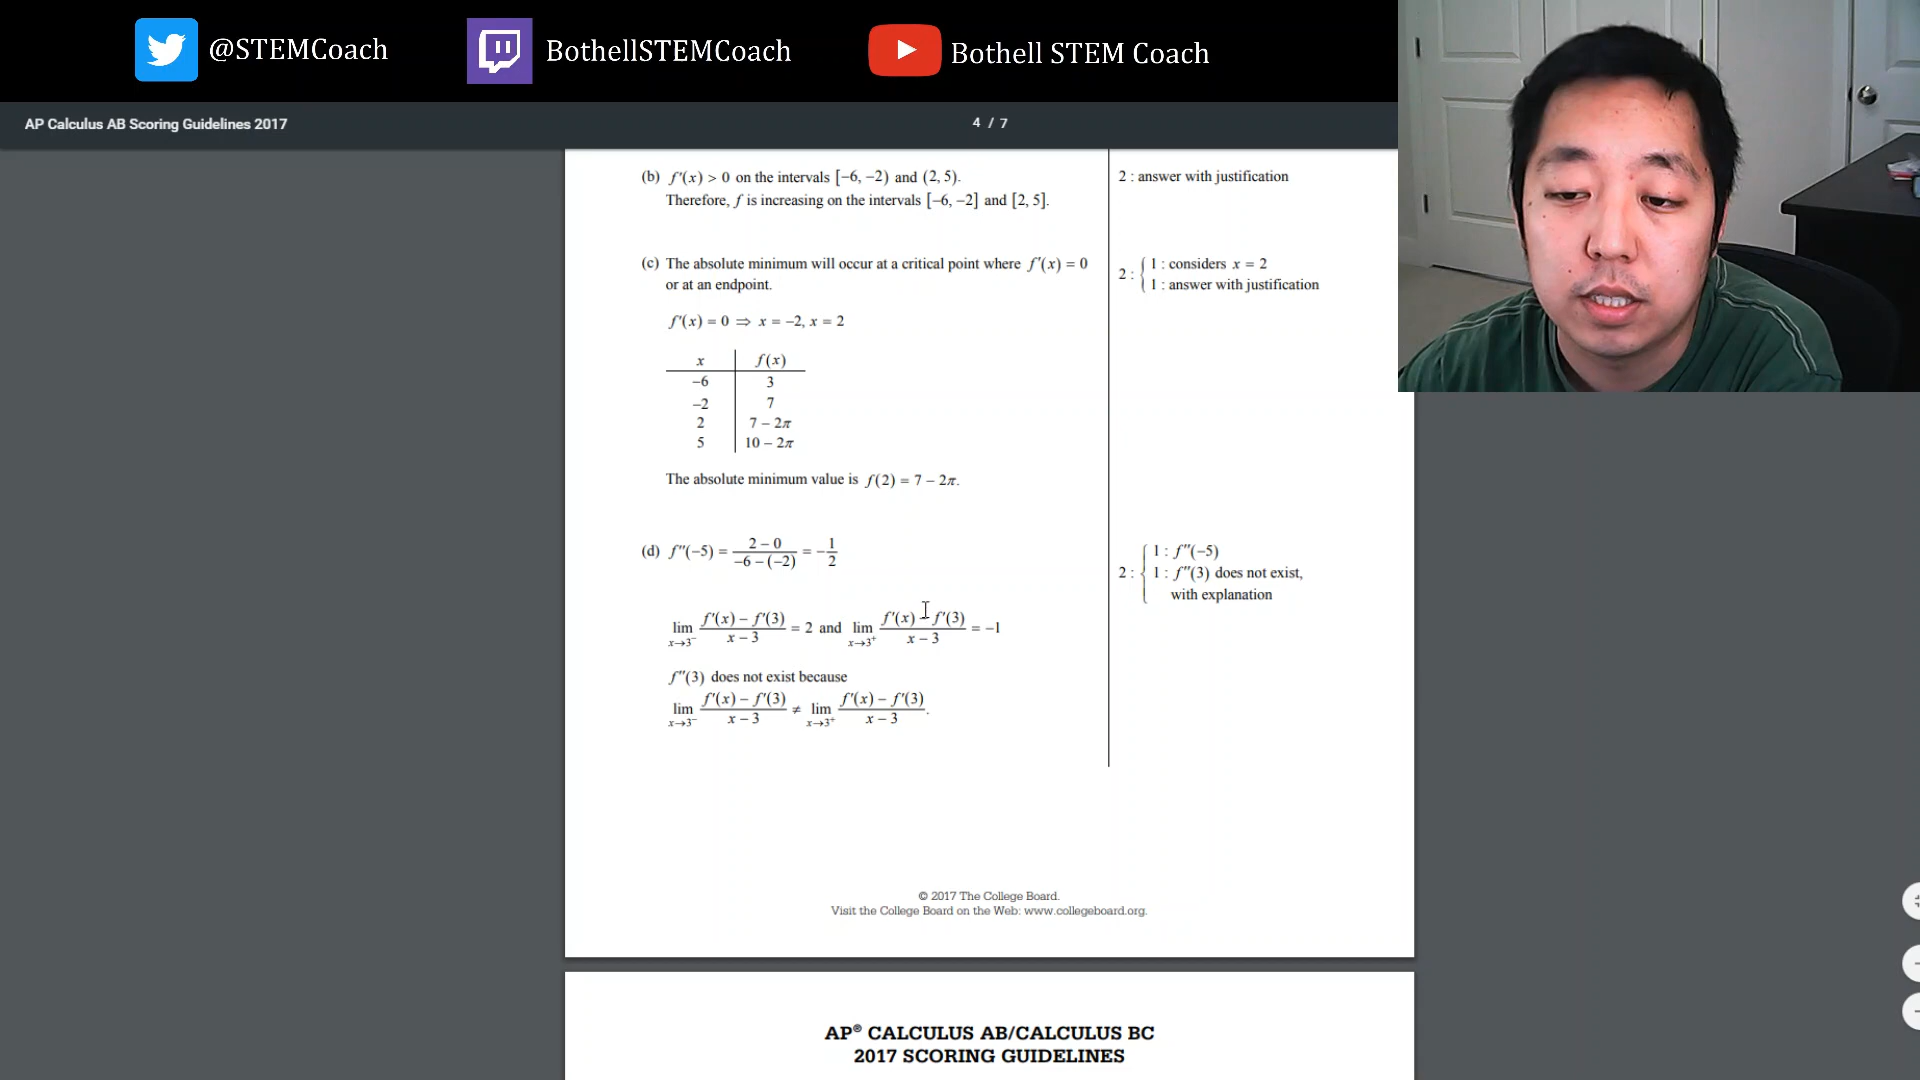 @STEMCoach
BothellSTEMCoach
Bothell STEM Coach
AP Calculus AB Scoring Guidelines 2017
4 / 7
(b) f′(x) > 0 on the intervals [−6, −2) and (2, 5).
Therefore, f is increasing on the intervals [−6, −2] and [2, 5].
2 : answer with justification
(c) The absolute minimum will occur at a critical point where f′(x) = 0
or at an endpoint.
2 : { 1 : considers x = 2
1 : answer with justification
f′(x) = 0 ⇒ x = −2, x = 2
x f(x)
−6 3
−2 7
2 7 − 2π
5 10 − 2π
The absolute minimum value is f(2) = 7 − 2π.
(d) f″(−5) = (2 − 0)/(−6 − (−2)) = −1/2
2 : { 1 : f″(−5)
1 : f″(3) does not exist,
with explanation
lim x→3⁻ (f′(x) − f′(3))/(x − 3) = 2 and lim x→3⁺ (f′(x) − f′(3))/(x − 3) = −1
f″(3) does not exist because
lim x→3⁻ (f′(x) − f′(3))/(x − 3) ≠ lim x→3⁺ (f′(x) − f′(3))/(x − 3).
© 2017 The College Board.
Visit the College Board on the Web: www.collegeboard.org.
AP® CALCULUS AB/CALCULUS BC
2017 SCORING GUIDELINES